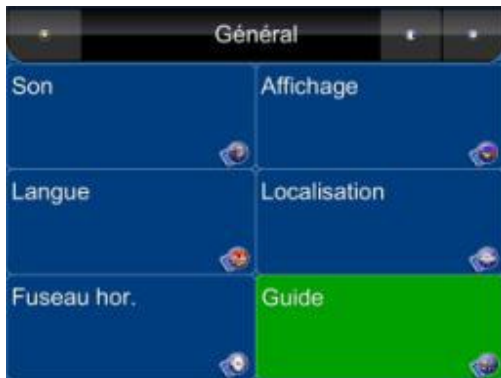 Général
Son
Affichage
Langue
Localisation
Fuseau hor.
Guide